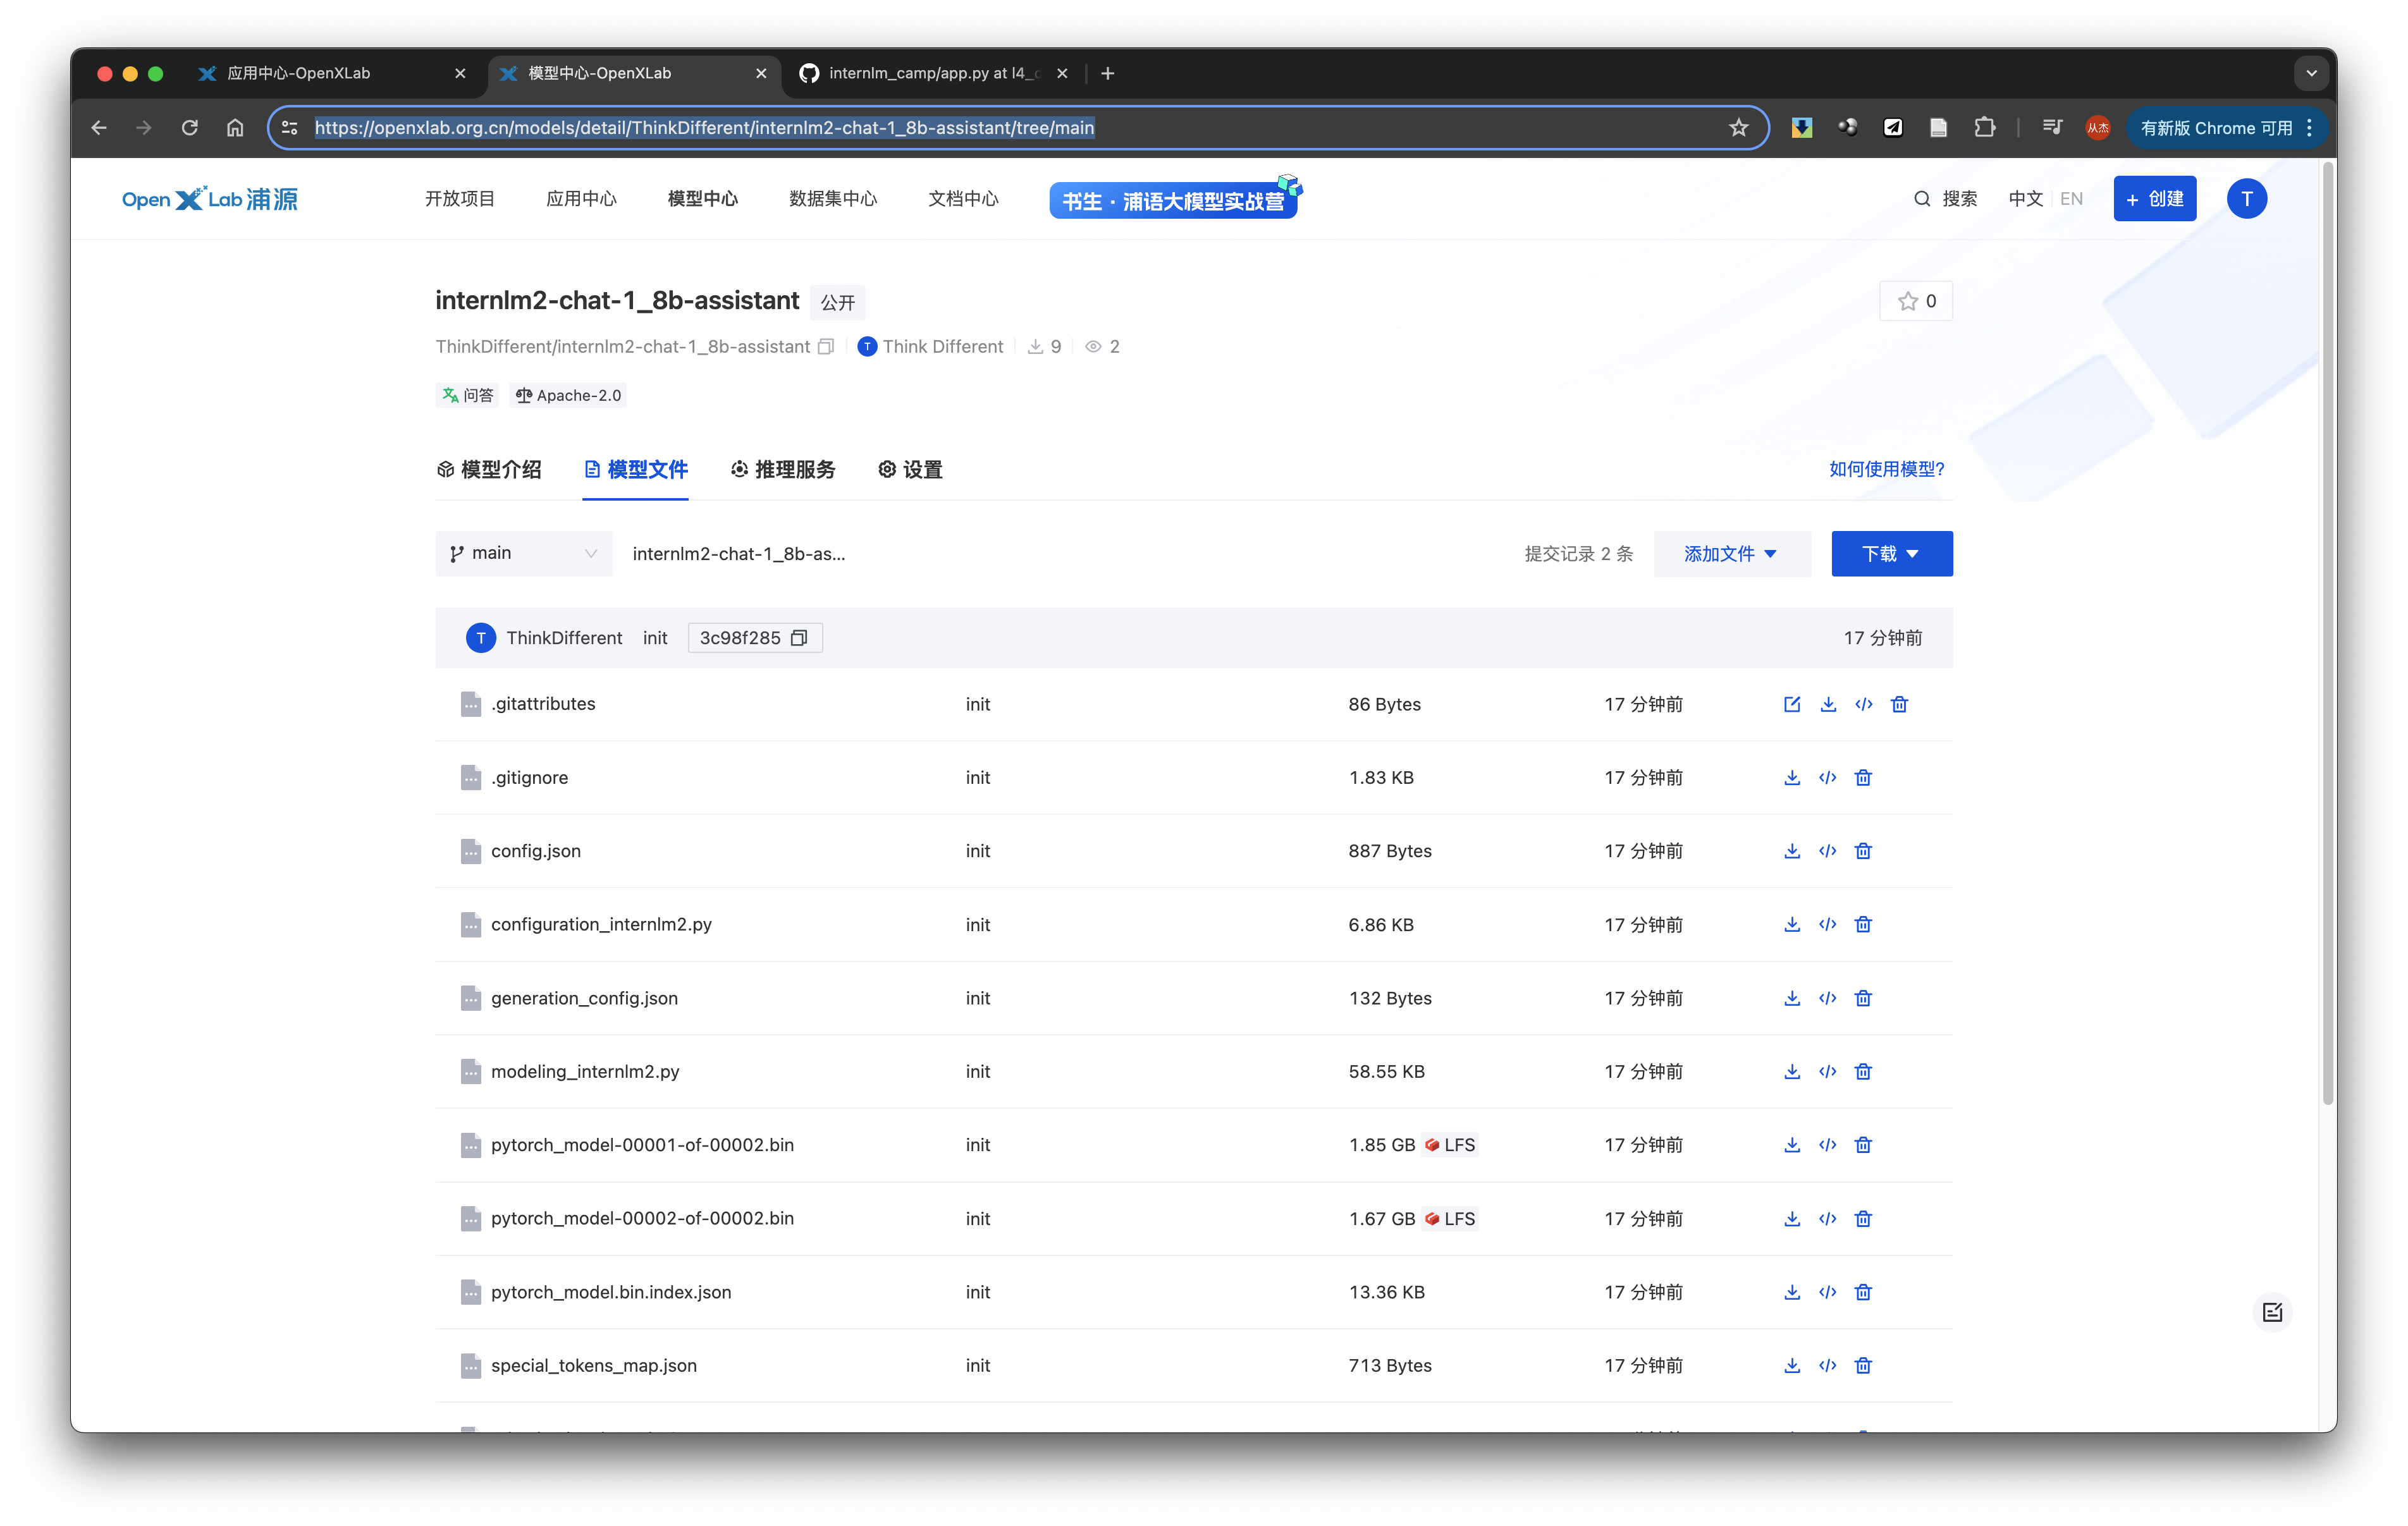 应用中心-OpenXLab
模型中心-OpenXLab
internlm_camp/app.py at l4_
https://openxlab.org.cn/models/detail/ThinkDifferent/internlm2-chat-1_8b-assistant/tree/main
从杰
有新版 Chrome 可用
Open X Lab 浦源
开放项目
应用中心
模型中心
数据集中心
文档中心
书生·浦语大模型实战营
搜索
中文 EN
+ 创建
T
internlm2-chat-1_8b-assistant 公开
0
ThinkDifferent/internlm2-chat-1_8b-assistant T Think Different 9 2
问答 Apache-2.0
模型介绍 模型文件 推理服务 设置 如何使用模型?
main internlm2-chat-1_8b-as... 提交记录 2 条 添加文件 下载
T ThinkDifferent init 3c98f285 17 分钟前
.gitattributes init 86 Bytes 17 分钟前
.gitignore init 1.83 KB 17 分钟前
config.json init 887 Bytes 17 分钟前
configuration_internlm2.py init 6.86 KB 17 分钟前
generation_config.json init 132 Bytes 17 分钟前
modeling_internlm2.py init 58.55 KB 17 分钟前
pytorch_model-00001-of-00002.bin init 1.85 GB LFS 17 分钟前
pytorch_model-00002-of-00002.bin init 1.67 GB LFS 17 分钟前
pytorch_model.bin.index.json init 13.36 KB 17 分钟前
special_tokens_map.json init 713 Bytes 17 分钟前